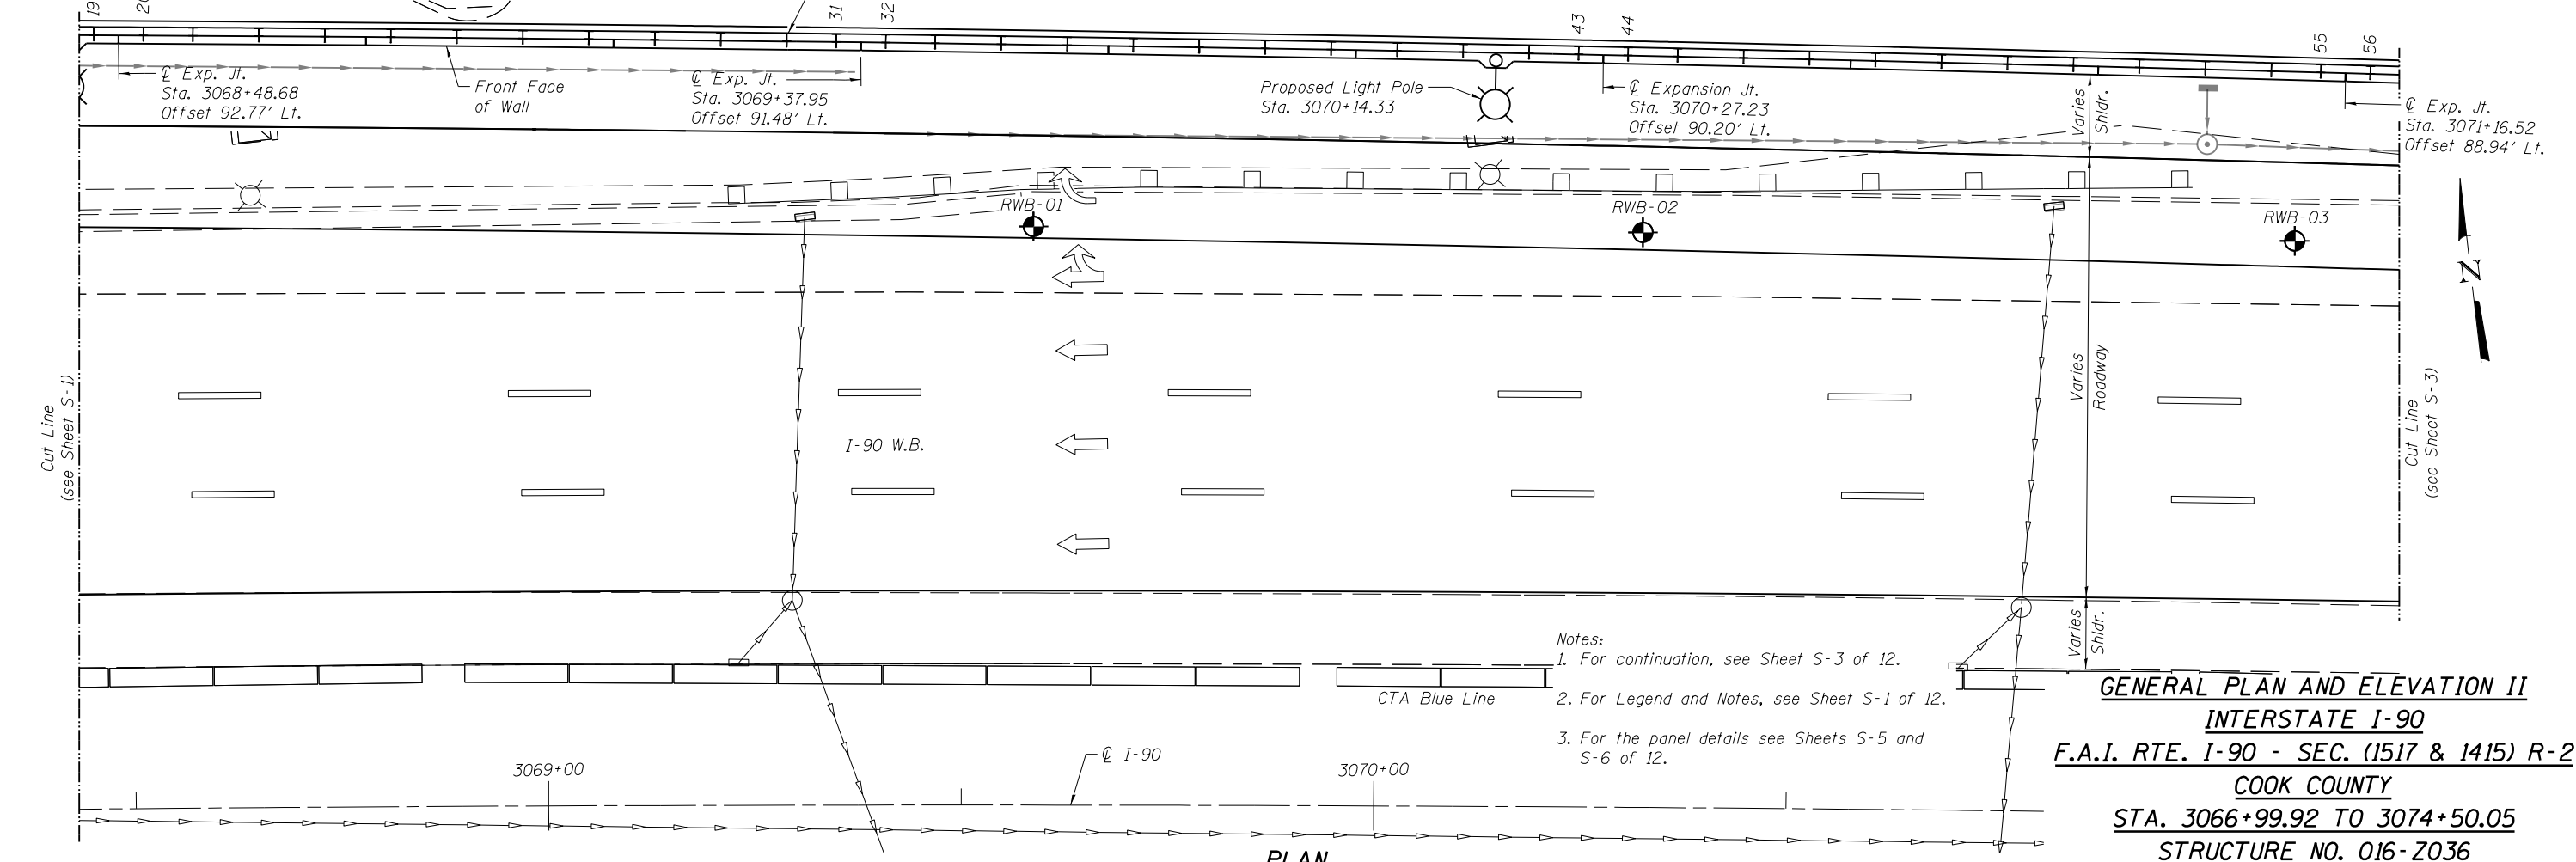 19
20
31
32
43
44
55
56
℄ Exp. Jt.
Sta. 3068+48.68
Offset 92.77' Lt.
Front Face
of Wall
℄ Exp. Jt.
Sta. 3069+37.95
Offset 91.48' Lt.
Proposed Light Pole
Sta. 3070+14.33
℄ Expansion Jt.
Sta. 3070+27.23
Offset 90.20' Lt.
Varies
Shldr.
℄ Exp. Jt.
Sta. 3071+16.52
Offset 88.94' Lt.
RWB-01
RWB-02
RWB-03
N
Cut Line
(see Sheet S-1)
I-90 W.B.
Varies
Roadway
Cut Line
(see Sheet S-3)
Varies
Shldr.
CTA Blue Line
Notes:
1. For continuation, see Sheet S-3 of 12.
2. For Legend and Notes, see Sheet S-1 of 12.
3. For the panel details see Sheets S-5 and
S-6 of 12.
℄ I-90
3069+00
3070+00
PLAN
GENERAL PLAN AND ELEVATION II
INTERSTATE I-90
F.A.I. RTE. I-90 - SEC. (1517 & 1415) R-2
COOK COUNTY
STA. 3066+99.92 TO 3074+50.05
STRUCTURE NO. 016-Z036